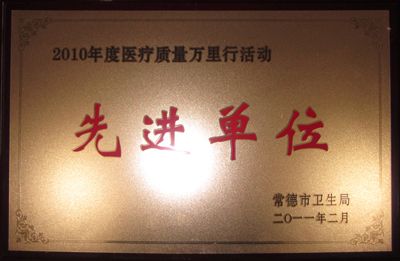 2010年度医疗质量万里行活动
先进单位
常德市卫生局
二〇一一年二月